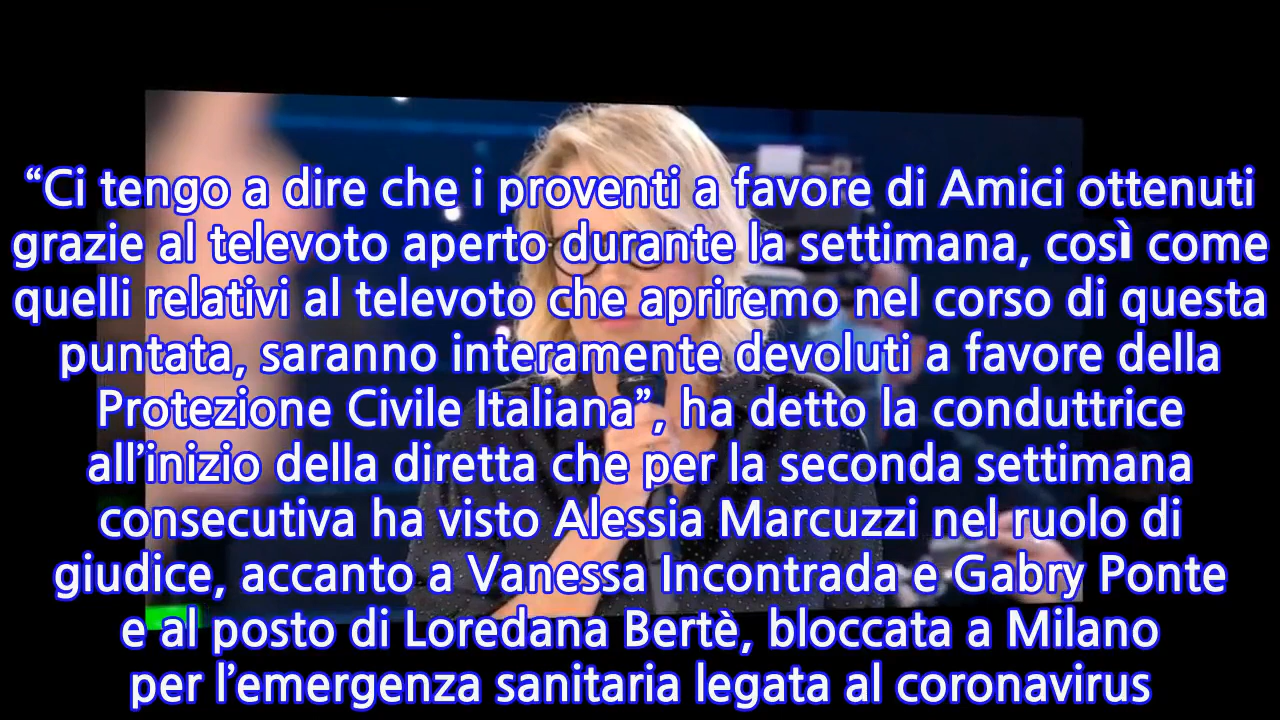 “Ci tengo a dire che i proventi a favore di Amici ottenuti
grazie al televoto aperto durante la settimana, così come
quelli relativi al televoto che apriremo nel corso di questa
puntata, saranno interamente devoluti a favore della
Protezione Civile Italiana”, ha detto la conduttrice
all’inizio della diretta che per la seconda settimana
consecutiva ha visto Alessia Marcuzzi nel ruolo di
giudice, accanto a Vanessa Incontrada e Gabry Ponte
e al posto di Loredana Bertè, bloccata a Milano
per l’emergenza sanitaria legata al coronavirus